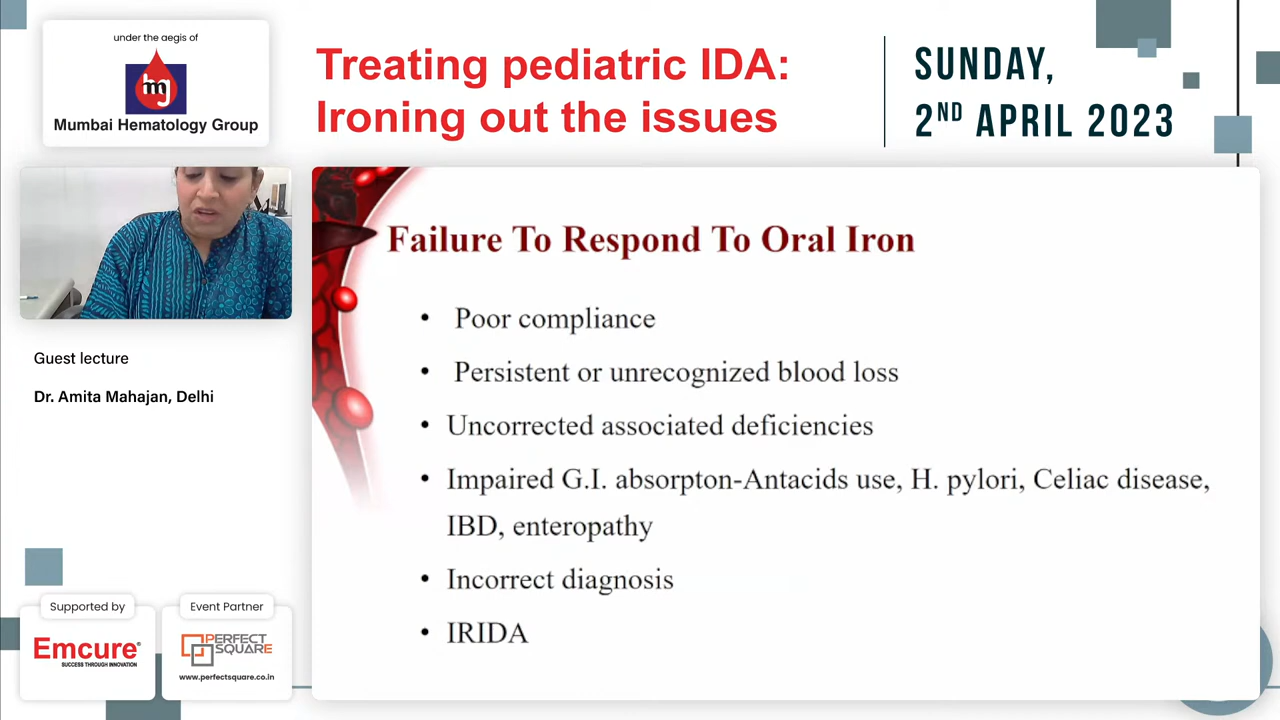 under the aegis of
hmg
Mumbai Hematology Group
Treating pediatric IDA:
Ironing out the issues
SUNDAY,
2ND APRIL 2023
Guest lecture
Dr. Amita Mahajan, Delhi
Failure To Respond To Oral Iron
• Poor compliance
• Persistent or unrecognized blood loss
• Uncorrected associated deficiencies
• Impaired G.I. absorpton-Antacids use, H. pylori, Celiac disease,
IBD, enteropathy
• Incorrect diagnosis
• IRIDA
Supported by
Emcure®
SUCCESS THROUGH INNOVATION
Event Partner
PERFECT
SQUARE
www.perfectsquare.co.in